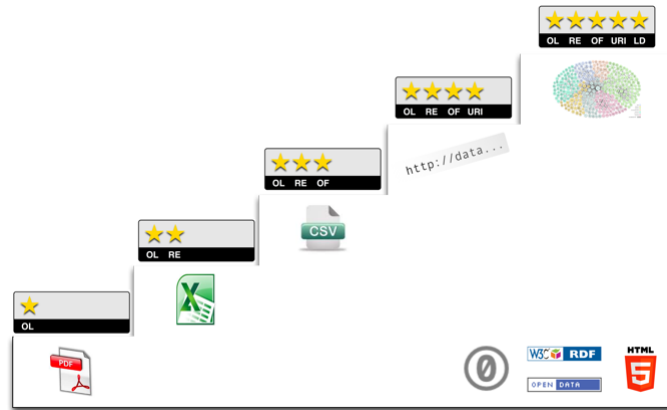 OL RE OF URI LD
OL RE OF URI
http://data...
OL RE OF
CSV
OL RE
X
OL
PDF
0
W3C RDF
OPEN DATA
HTML
5